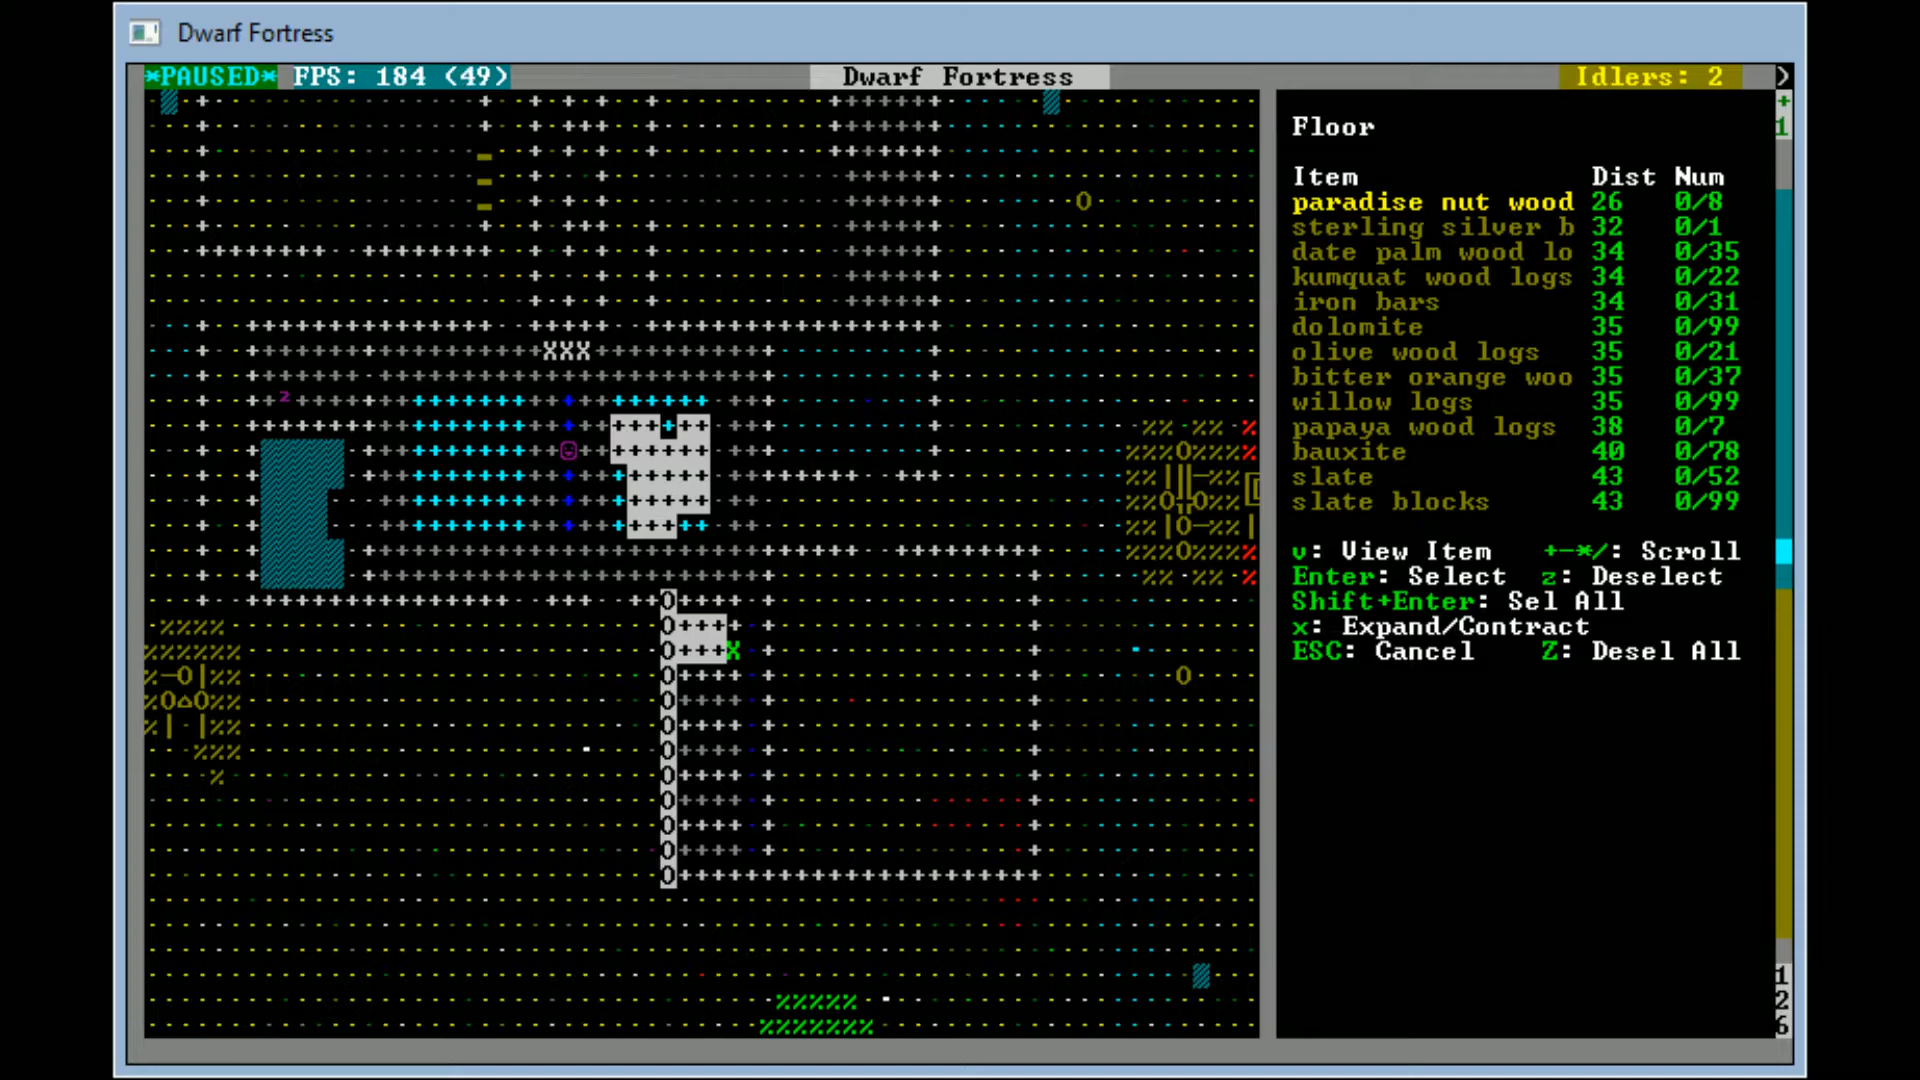 Dwarf Fortress
*PAUSED* FPS: 184 (49) Dwarf Fortress Idlers: 2
Floor
Item Dist Num
paradise nut wood 26 0/8
sterling silver b 32 0/1
date palm wood lo 34 0/35
kumquat wood logs 34 0/22
iron bars 34 0/31
dolomite 35 0/99
olive wood logs 35 0/21
bitter orange woo 35 0/37
willow logs 35 0/99
papaya wood logs 38 0/7
bauxite 40 0/78
slate 43 0/52
slate blocks 43 0/99
v: View Item +-*/: Scroll
Enter: Select z: Deselect
Shift+Enter: Sel All
x: Expand/Contract
ESC: Cancel Z: Desel All
+
1
1
2
6